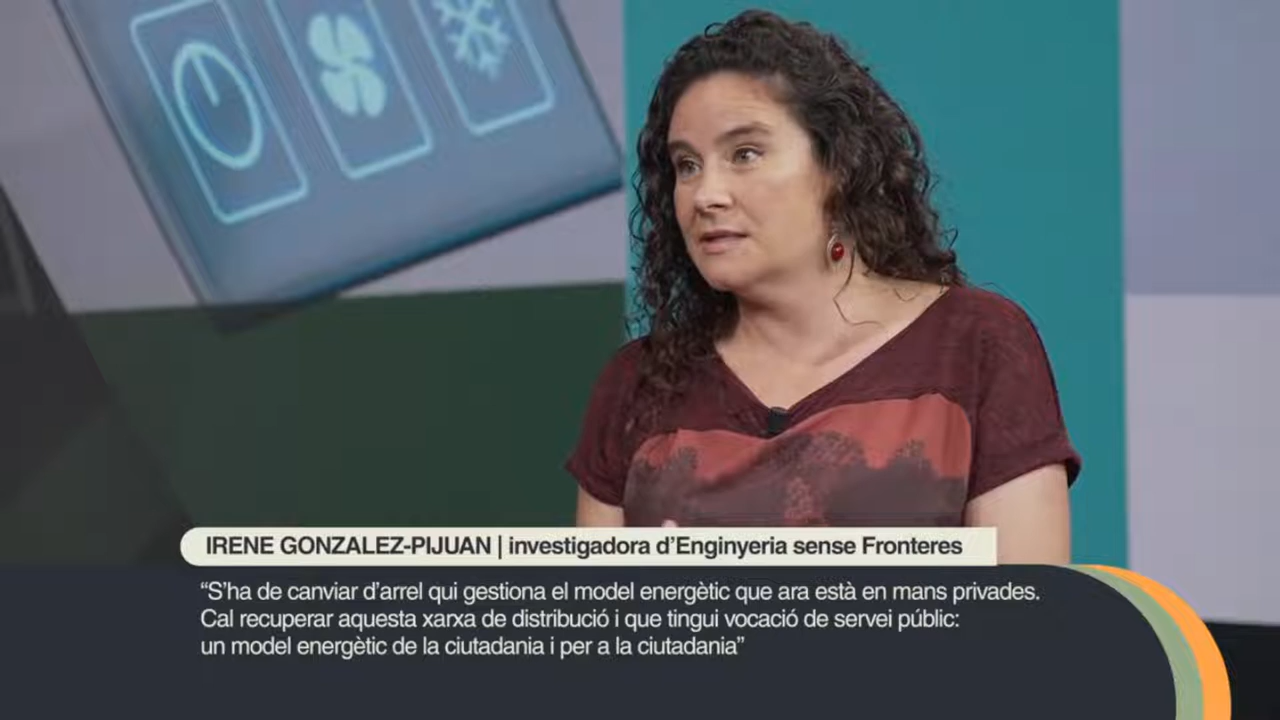 IRENE GONZALEZ-PIJUAN | investigadora d'Enginyeria sense Fronteres
“S'ha de canviar d'arrel qui gestiona el model energètic que ara està en mans privades.
Cal recuperar aquesta xarxa de distribució i que tingui vocació de servei públic:
un model energètic de la ciutadania i per a la ciutadania”